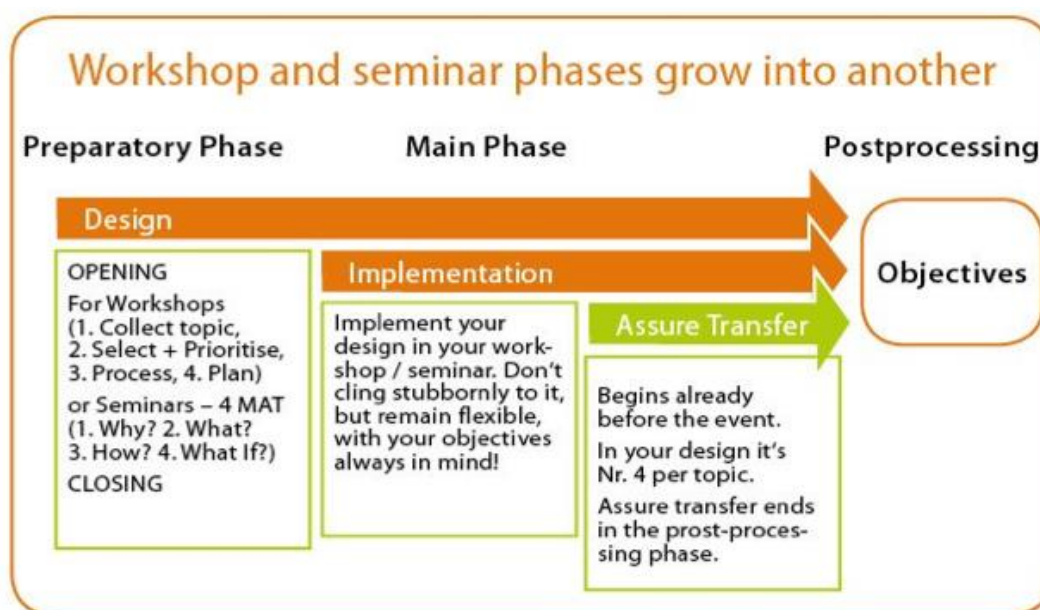 Workshop and seminar phases grow into another
Preparatory Phase
Main Phase
Postprocessing
Design
OPENING
For Workshops
(1. Collect topic,
2. Select + Prioritise,
3. Process, 4. Plan)
or Seminars – 4 MAT
(1. Why? 2. What?
3. How? 4. What If?)
CLOSING
Implementation
Implement your
design in your work-
shop / seminar. Don't
cling stubbornly to it,
but remain flexible,
with your objectives
always in mind!
Assure Transfer
Begins already
before the event.
In your design it's
Nr. 4 per topic.
Assure transfer ends
in the prost-proces-
sing phase.
Objectives